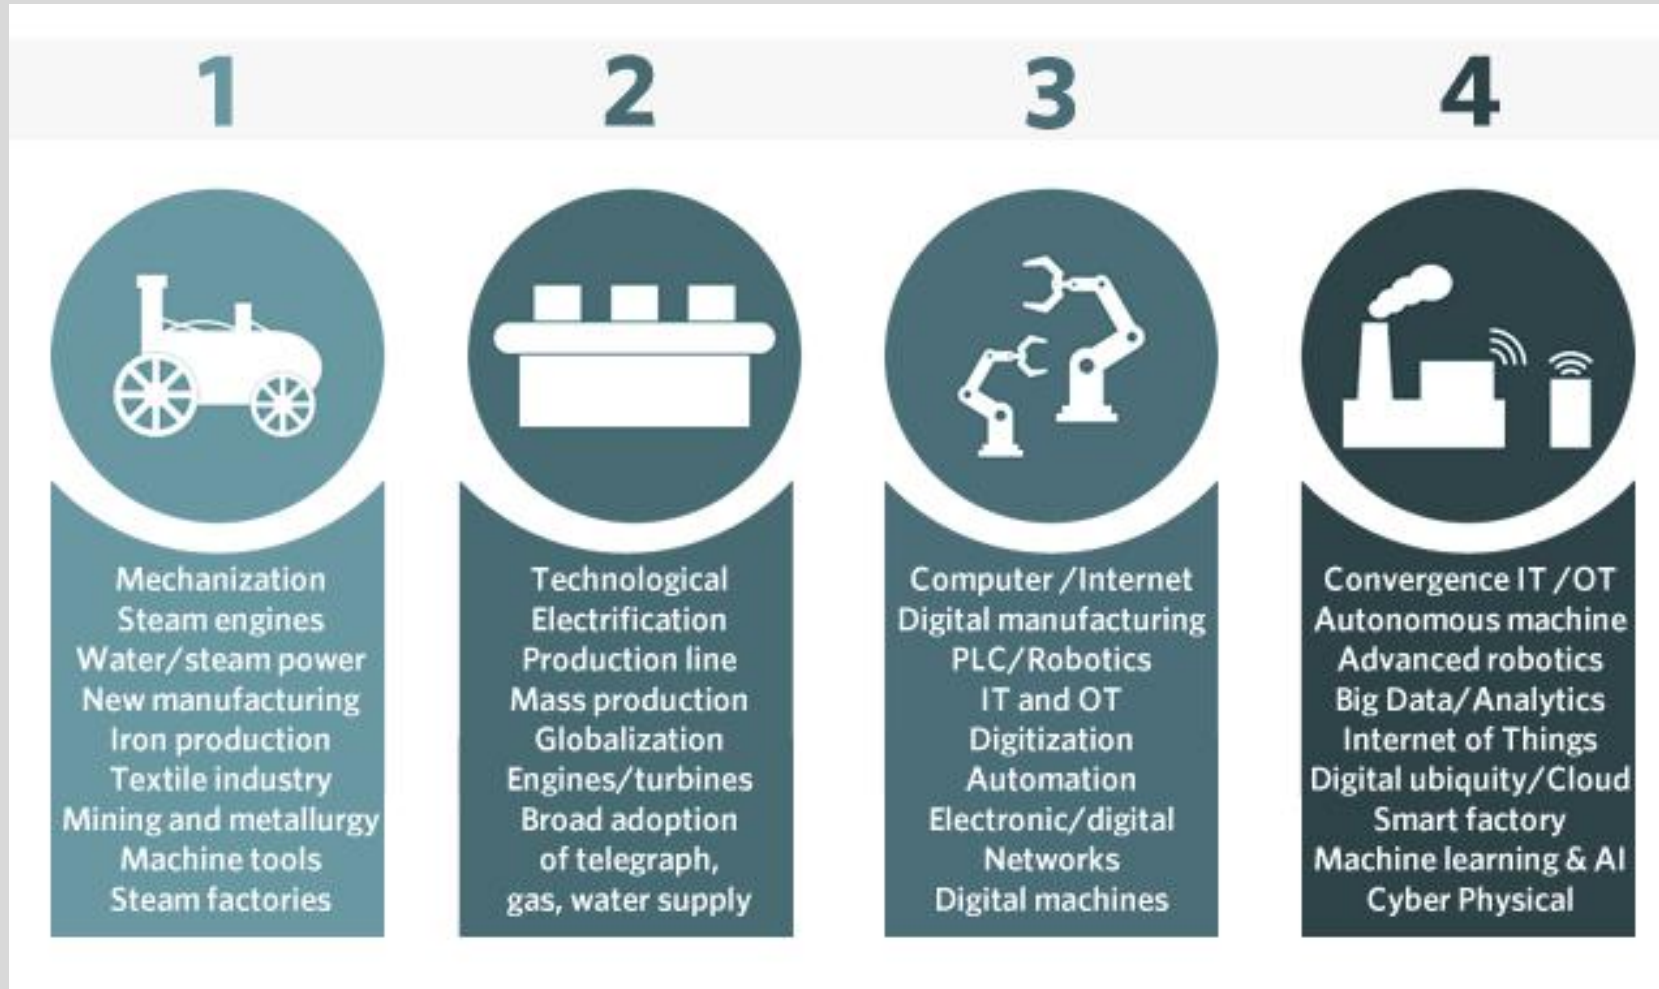 1
Mechanization
Steam engines
Water/steam power
New manufacturing
Iron production
Textile industry
Mining and metallurgy
Machine tools
Steam factories
2
Technological
Electrification
Production line
Mass production
Globalization
Engines/turbines
Broad adoption
of telegraph,
gas, water supply
3
Computer /Internet
Digital manufacturing
PLC/Robotics
IT and OT
Digitization
Automation
Electronic/digital
Networks
Digital machines
4
Convergence IT /OT
Autonomous machine
Advanced robotics
Big Data/Analytics
Internet of Things
Digital ubiquity/Cloud
Smart factory
Machine learning & AI
Cyber Physical